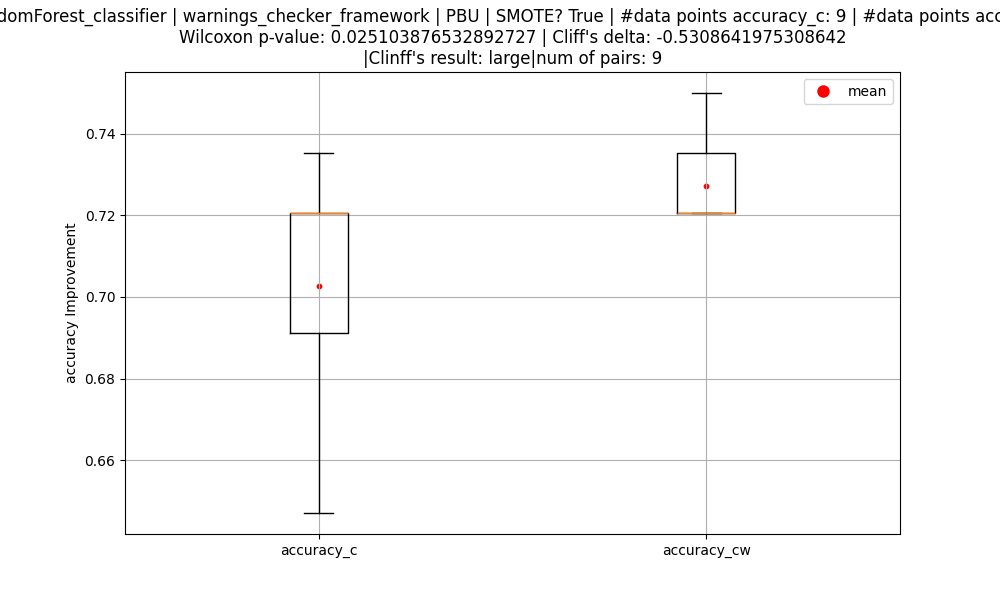 domForest_classifier | warnings_checker_framework | PBU | SMOTE? True | #data points accuracy_c: 9 | #data points acc
Wilcoxon p-value: 0.025103876532892727 | Cliff's delta: -0.5308641975308642
|Clinff's result: large|num of pairs: 9
mean
0.74
0.72
0.70
0.68
0.66
accuracy Improvement
accuracy_c
accuracy_cw